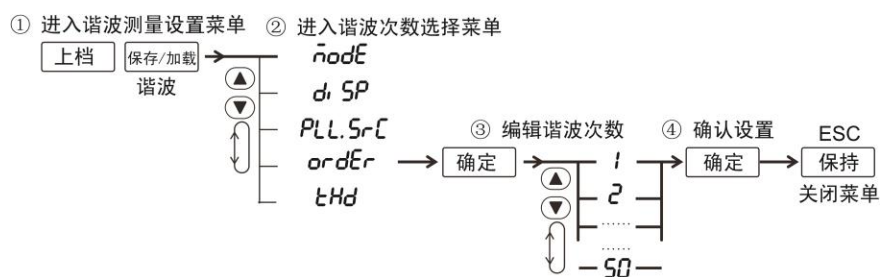 ① 进入谐波测量设置菜单 ② 进入谐波次数选择菜单
上档 保存/加载
谐波
modE
di SP
PLL.SrC
③ 编辑谐波次数 ④ 确认设置 ESC
ordEr 确定 1 确定 保持
关闭菜单
tHd
2
......
......
50